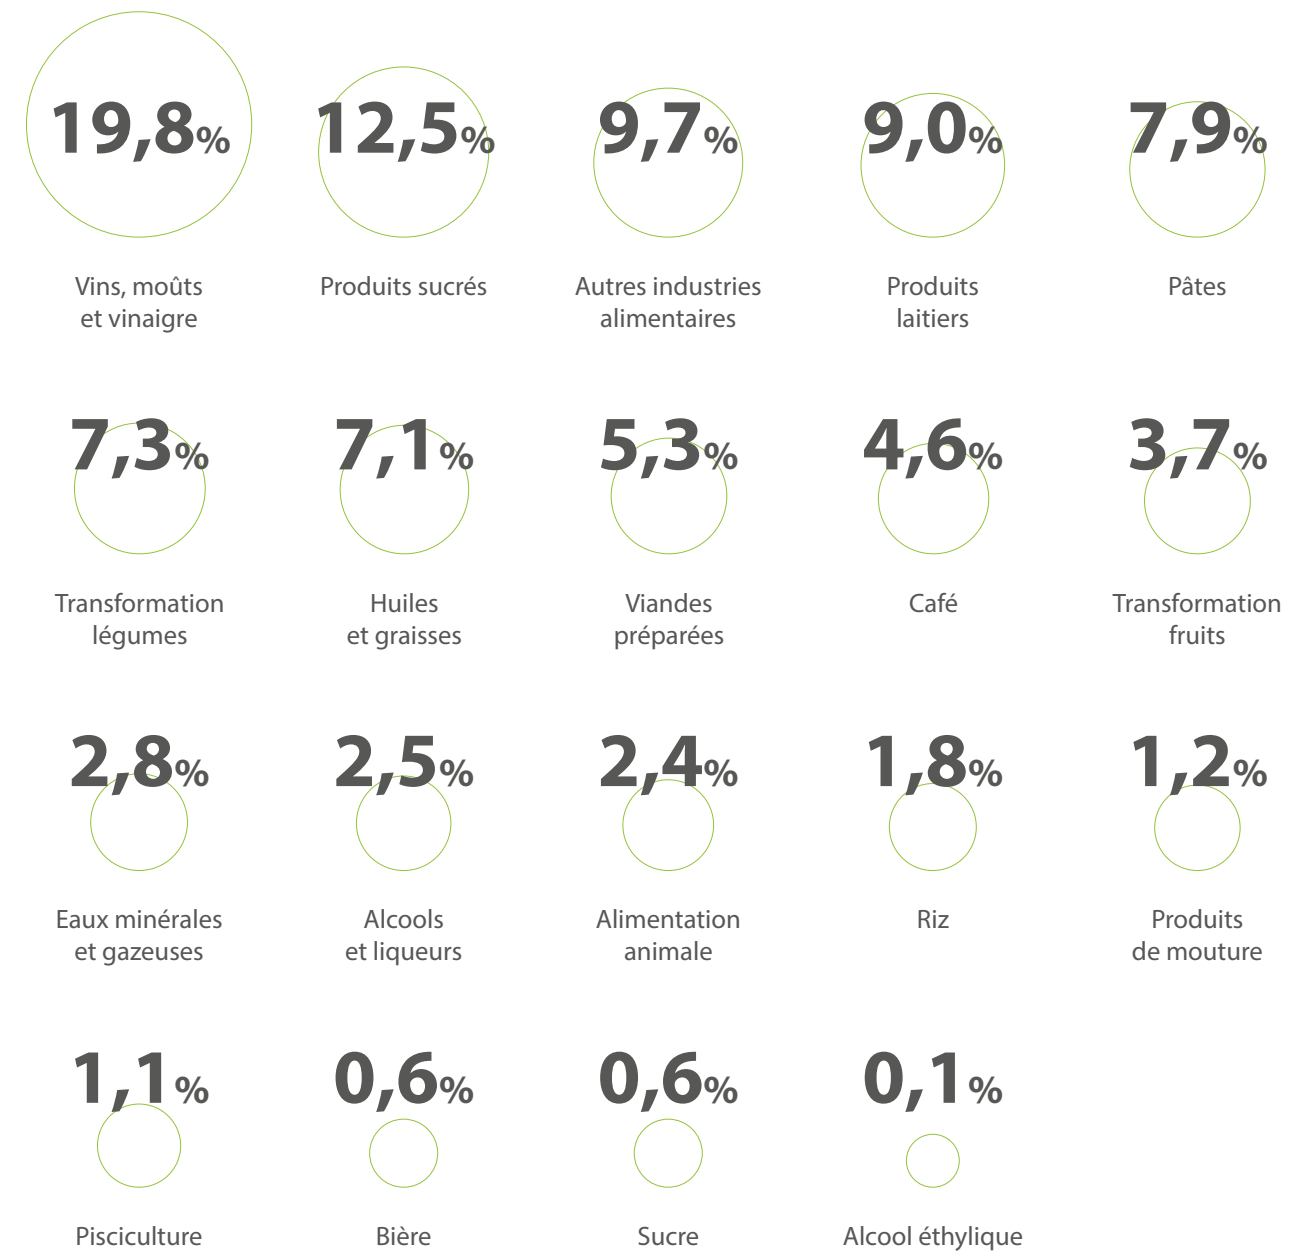 19,8%
12,5%
9,7%
9,0%
7,9%
Vins, moûts
et vinaigre
Produits sucrés
Autres industries
alimentaires
Produits
laitiers
Pâtes
7,3%
7,1%
5,3%
4,6%
3,7%
Transformation
légumes
Huiles
et graisses
Viandes
préparées
Café
Transformation
fruits
2,8%
2,5%
2,4%
1,8%
1,2%
Eaux minérales
et gazeuses
Alcools
et liqueurs
Alimentation
animale
Riz
Produits
de mouture
1,1%
0,6%
0,6%
0,1%
Pisciculture
Bière
Sucre
Alcool éthylique